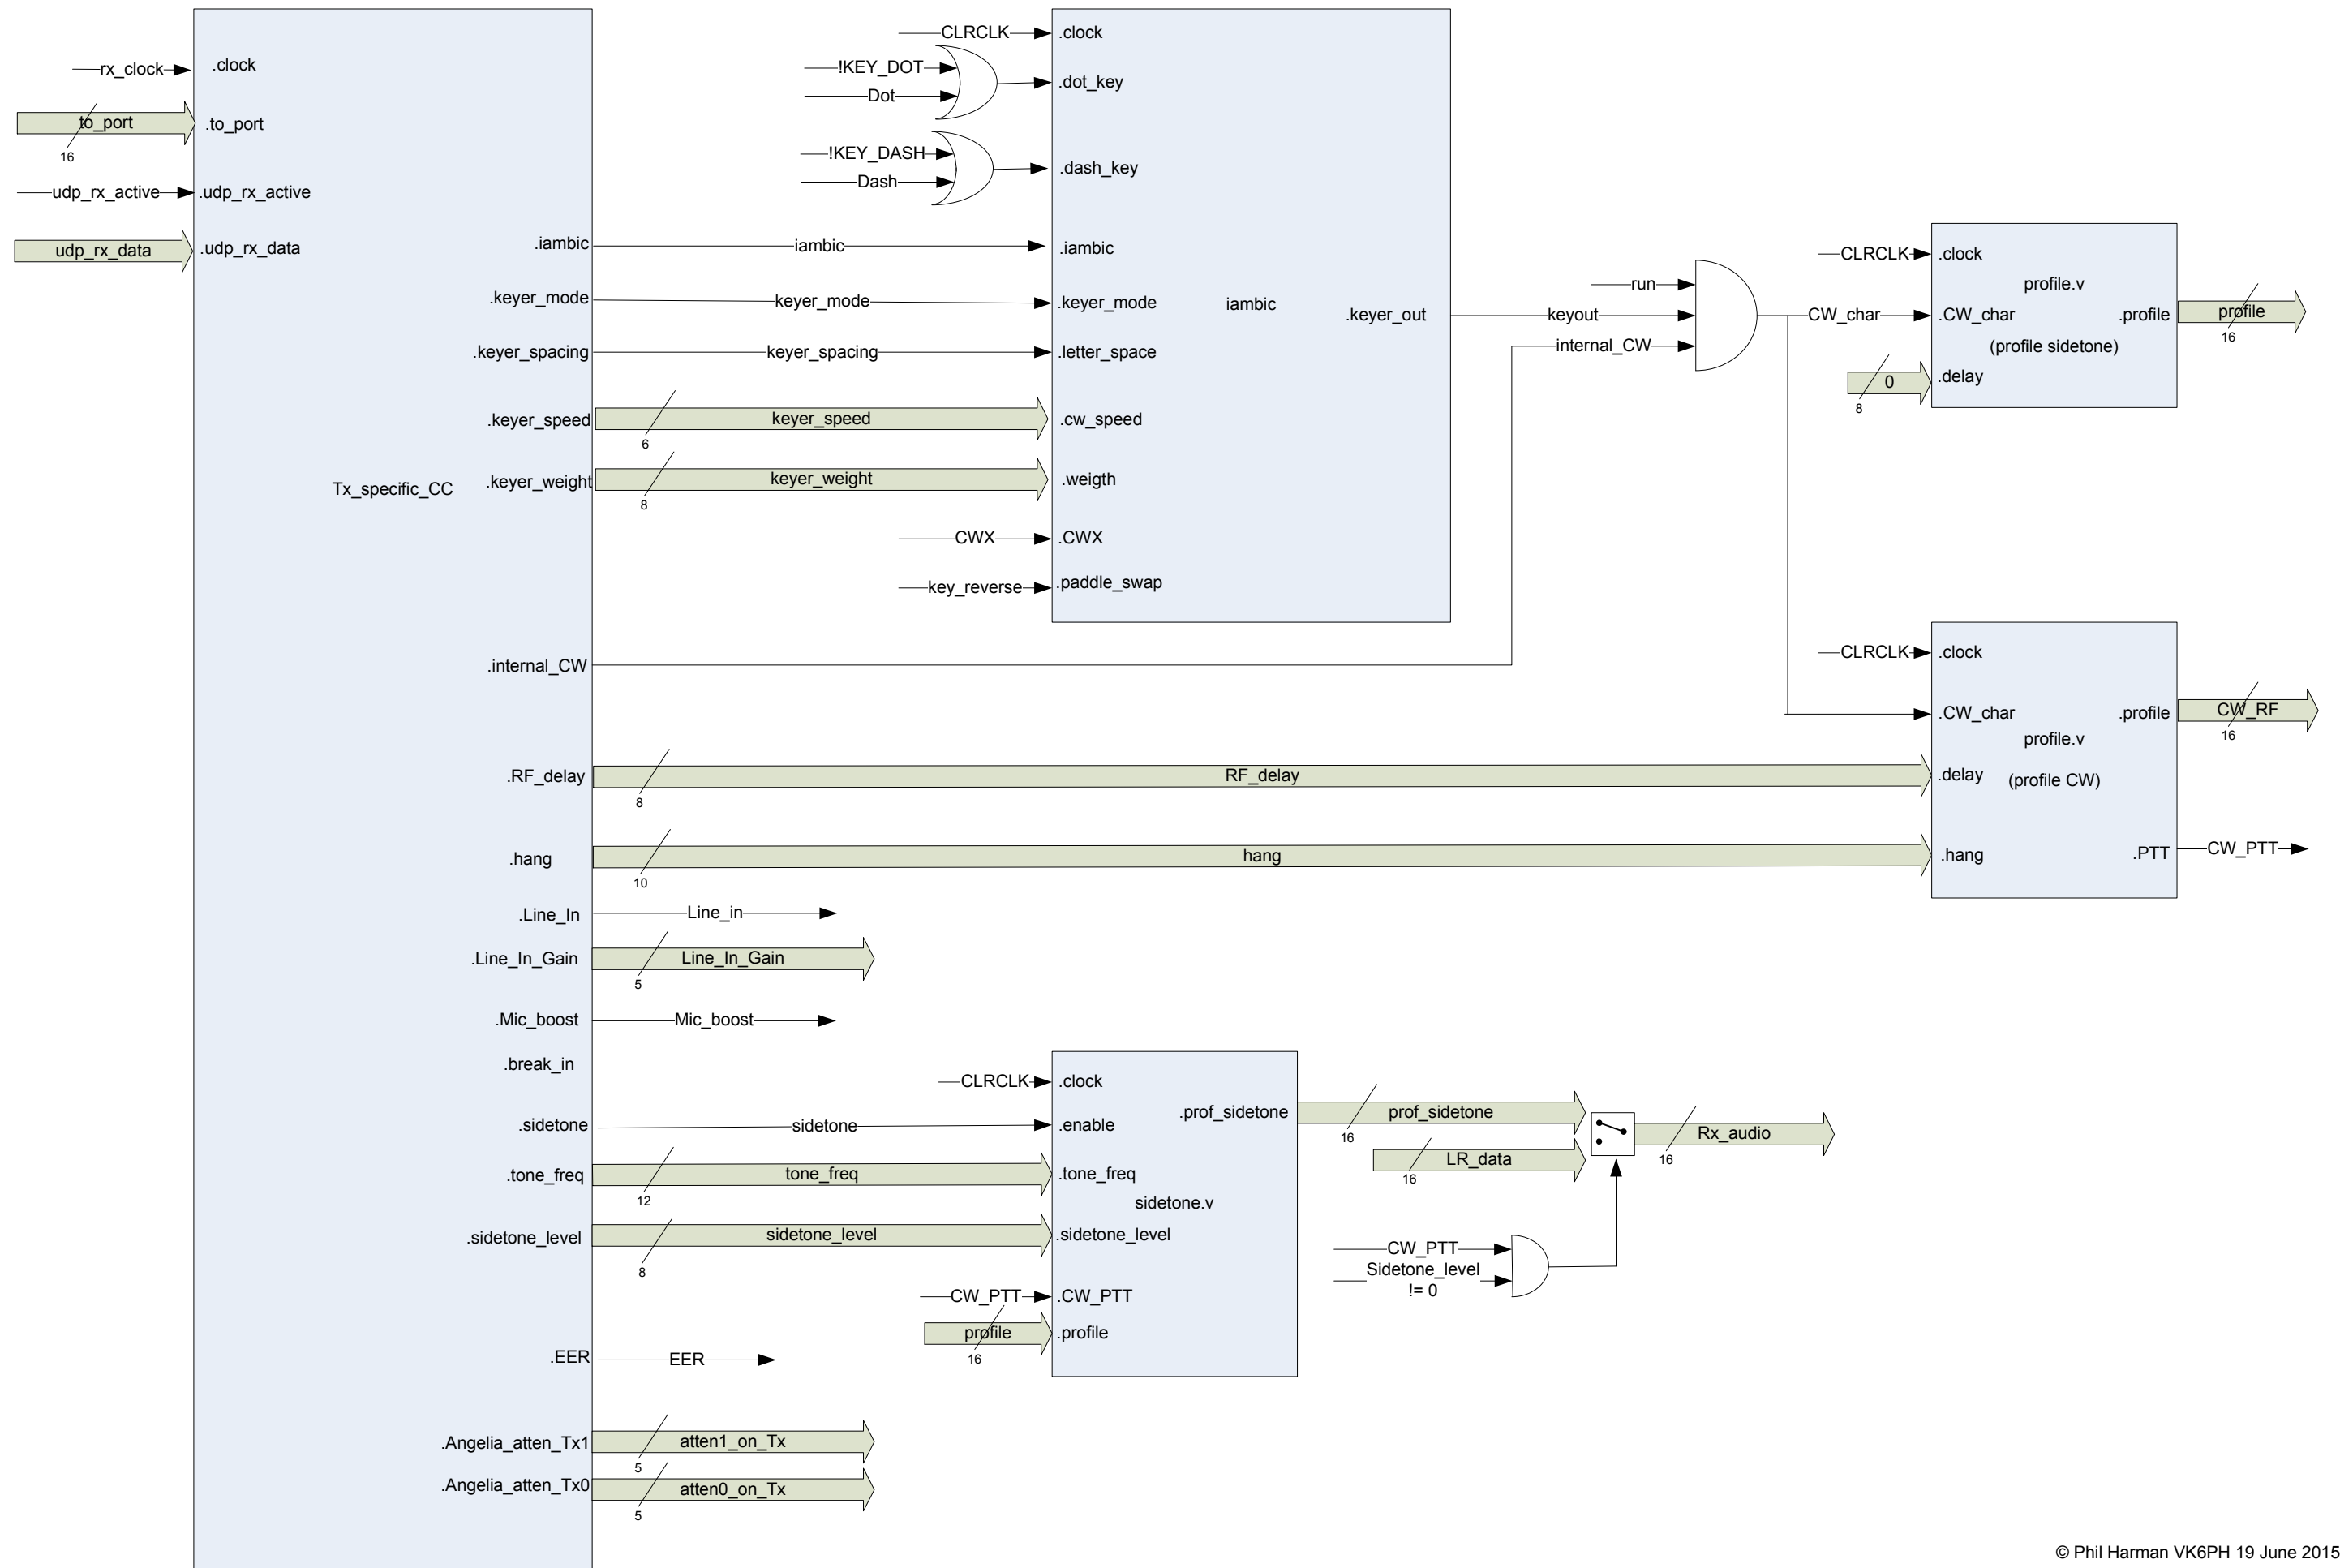 rx_clock
.clock
to_port
16
.to_port
udp_rx_active
.udp_rx_active
udp_rx_data
.udp_rx_data
Tx_specific_CC
.iambic
iambic
.keyer_mode
keyer_mode
.keyer_spacing
keyer_spacing
.keyer_speed
keyer_speed
6
.keyer_weight
keyer_weight
8
.internal_CW
.RF_delay
RF_delay
8
.hang
hang
10
.Line_In
Line_in
.Line_In_Gain
Line_In_Gain
5
.Mic_boost
Mic_boost
.break_in
.sidetone
sidetone
.tone_freq
tone_freq
12
.sidetone_level
sidetone_level
8
.EER
EER
.Angelia_atten_Tx1
atten1_on_Tx
5
.Angelia_atten_Tx0
atten0_on_Tx
5
CLRCLK
.clock
!KEY_DOT
Dot
.dot_key
!KEY_DASH
Dash
.dash_key
.iambic
.keyer_mode
iambic
.keyer_out
.letter_space
.cw_speed
.weigth
CWX
.CWX
key_reverse
.paddle_swap
run
keyout
internal_CW
CW_char
CLRCLK
.clock
profile.v
.CW_char
.profile
(profile sidetone)
0
8
.delay
profile
16
CLRCLK
.clock
.CW_char
.profile
profile.v
.delay
(profile CW)
.hang
.PTT
CW_RF
16
CW_PTT
CLRCLK
.clock
.prof_sidetone
.enable
.tone_freq
sidetone.v
.sidetone_level
CW_PTT
.CW_PTT
profile
16
.profile
prof_sidetone
16
LR_data
16
Rx_audio
16
CW_PTT
Sidetone_level
!= 0
© Phil Harman VK6PH 19 June 2015